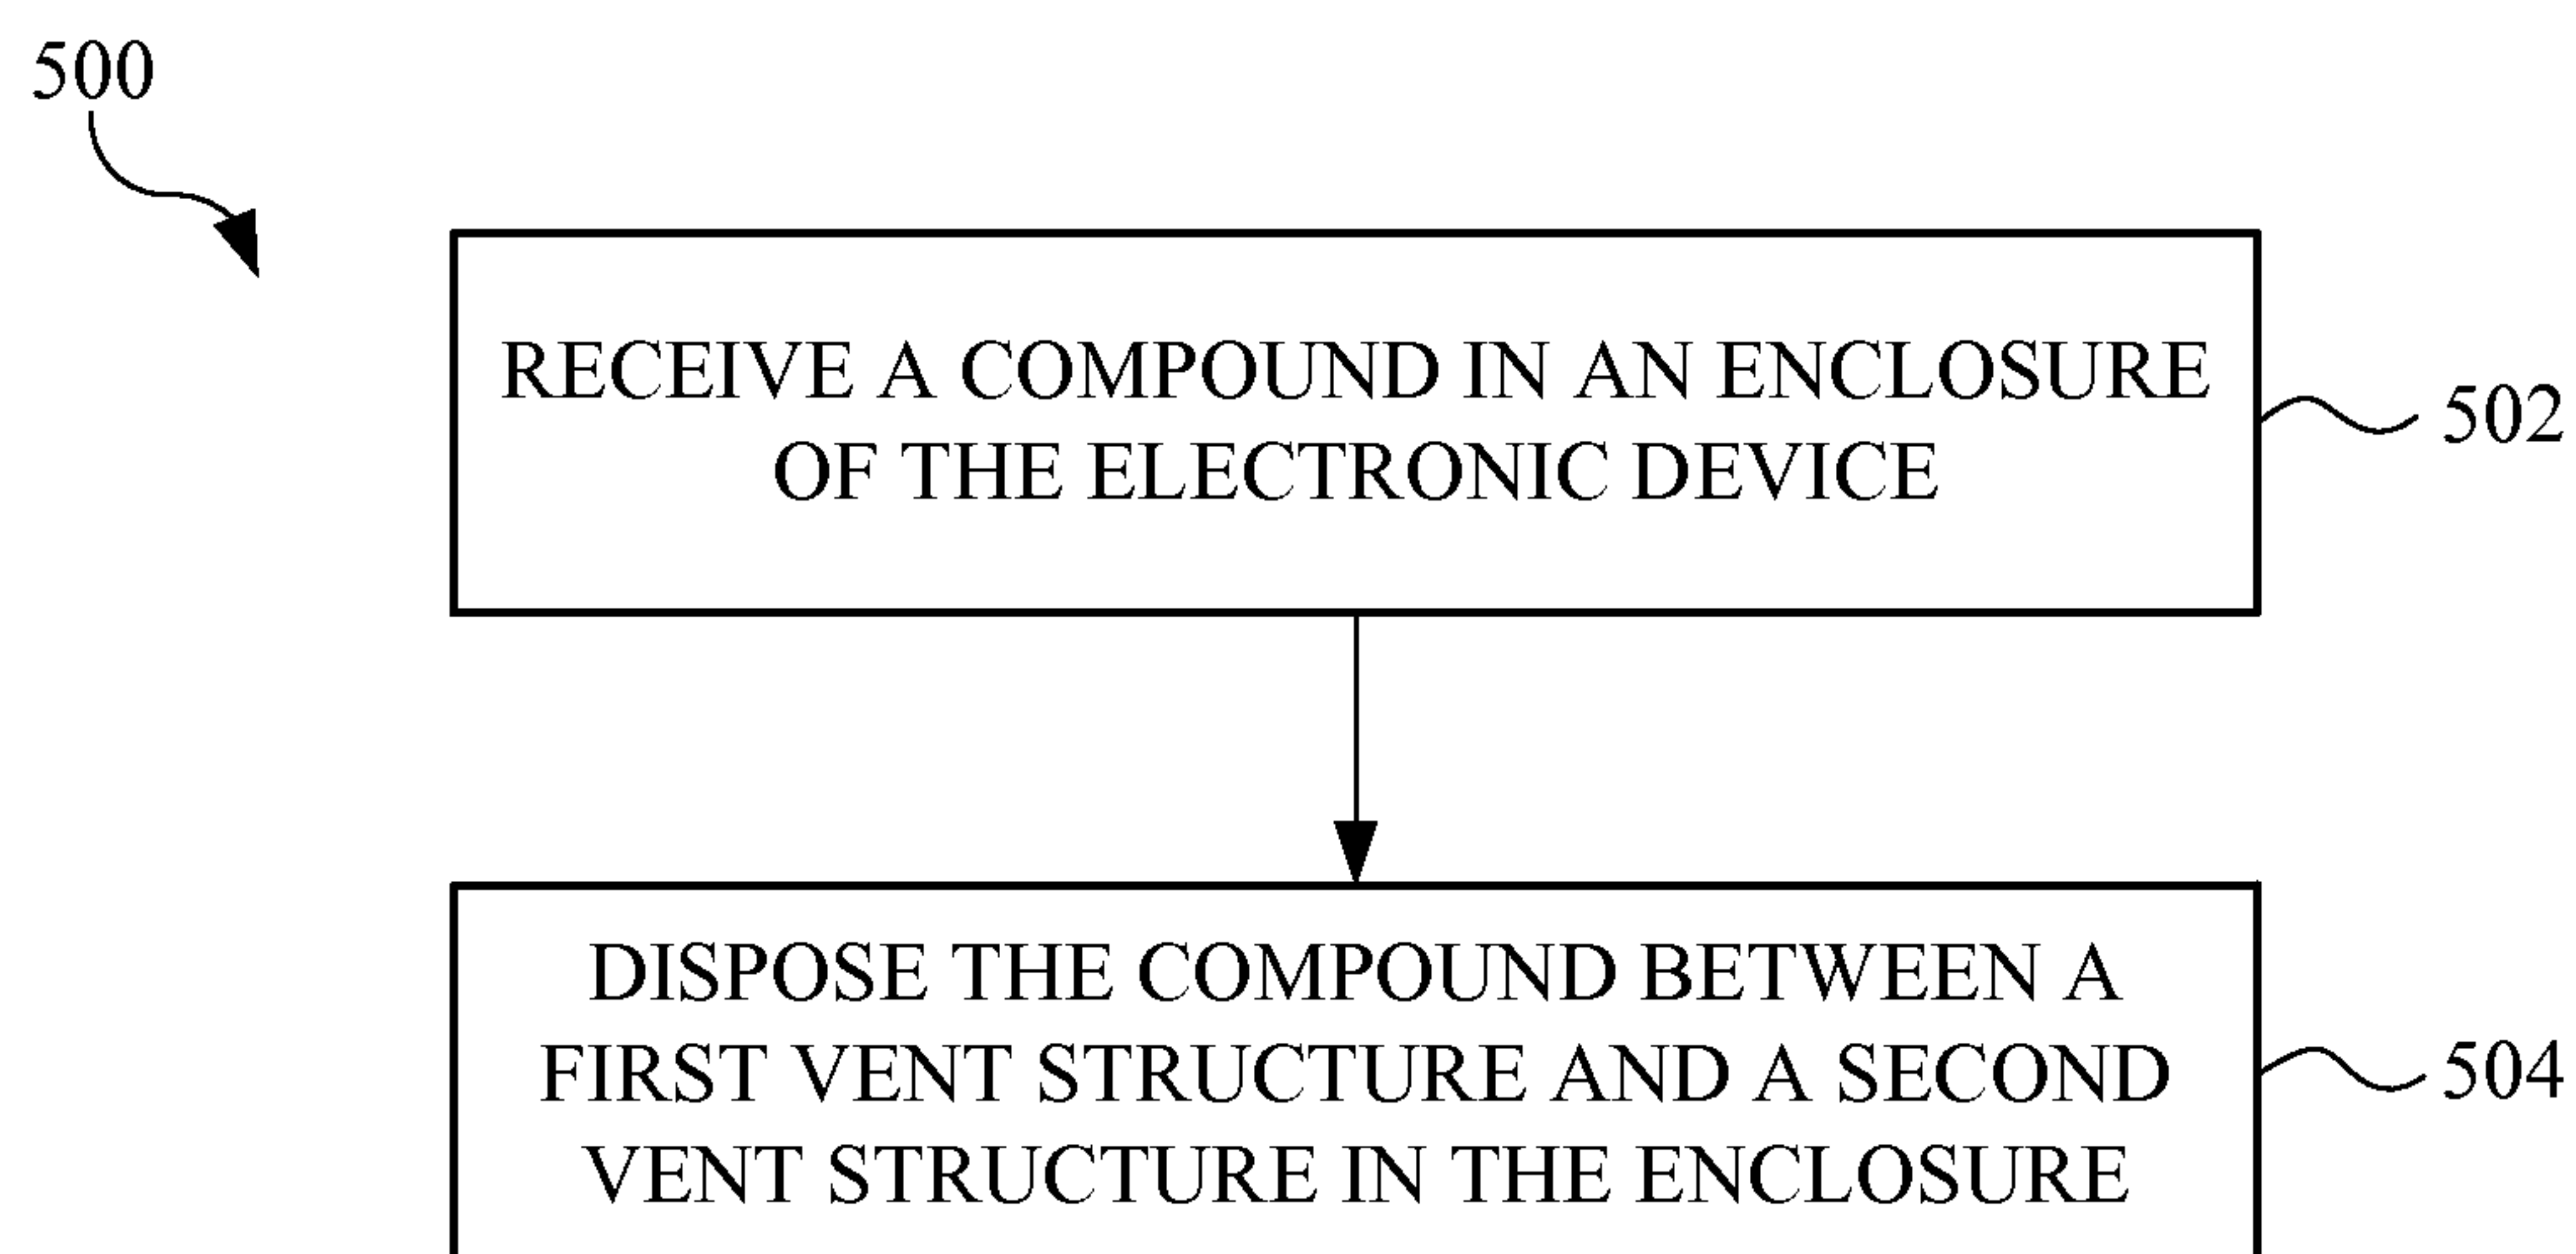 500
RECEIVE A COMPOUND IN AN ENCLOSURE
OF THE ELECTRONIC DEVICE
502
DISPOSE THE COMPOUND BETWEEN A
FIRST VENT STRUCTURE AND A SECOND
VENT STRUCTURE IN THE ENCLOSURE
504